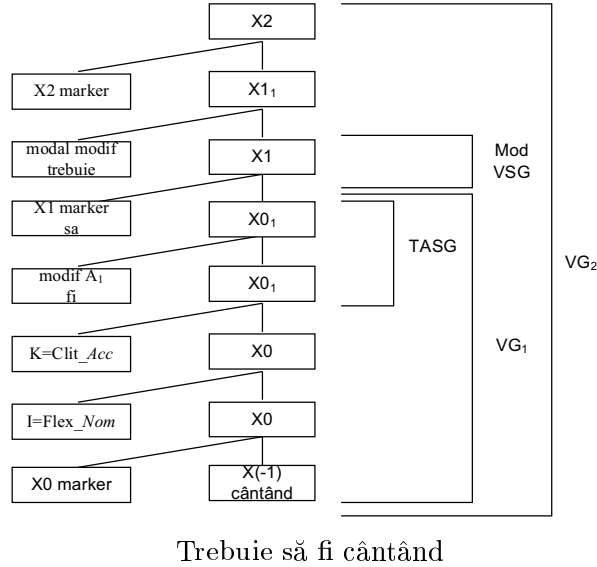 X2
X2 marker
X1₁
modal modif
trebuie
X1
Mod
VSG
X1 marker
sa
X0₁
TASG
VG₂
modif A₁
fi
X0₁
K=Clit_Acc
X0
VG₁
I=Flex_Nom
X0
X0 marker
X(-1)
cântând
Trebuie să fi cântând